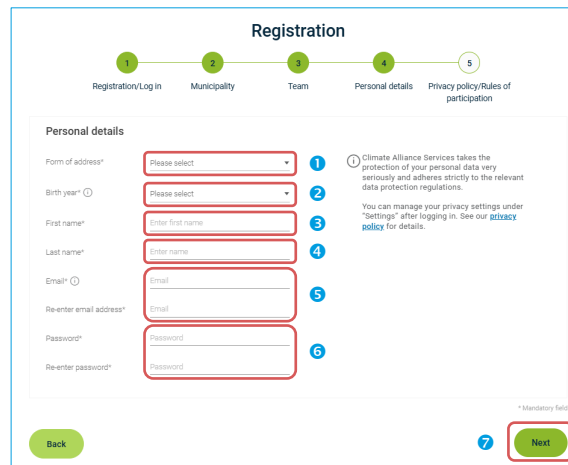 Registration
1 2 3 4 5
Registration/Log in Municipality Team Personal details Privacy policy/Rules of
participation
Personal details
Form of address* Please select 1
Birth year* Please select 2
First name* Enter first name 3
Last name* Enter name 4
Email* Email
5
Re-enter email address* Email
Password* Password
6
Re-enter password* Password
Climate Alliance Services takes the
protection of your personal data very
seriously and adheres strictly to the relevant
data protection regulations.
You can manage your privacy settings under
"Settings" after logging in. See our privacy
policy for details.
* Mandatory field
Back 7 Next